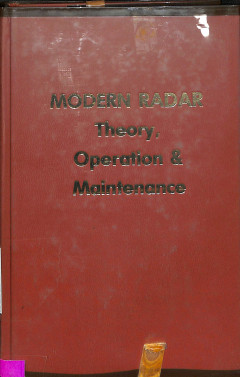 MODERN RADAR
Theory,
Operation &
Maintenance